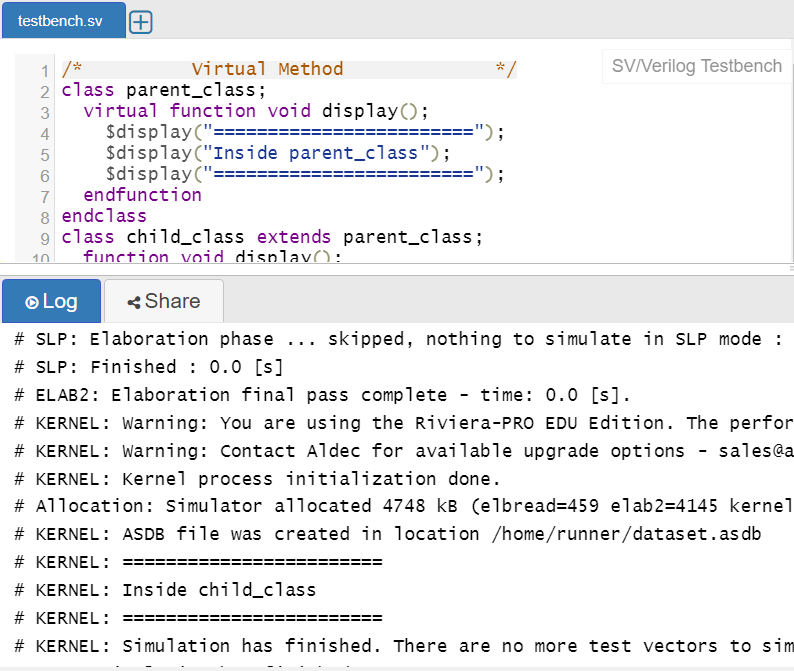 testbench.sv
SV/Verilog Testbench
1 /* Virtual Method */
2 class parent_class;
3 virtual function void display();
4 $display("========================");
5 $display("Inside parent_class");
6 $display("========================");
7 endfunction
8 endclass
9 class child_class extends parent_class;
10 function void display();
Log
Share
# SLP: Elaboration phase ... skipped, nothing to simulate in SLP mode :
# SLP: Finished : 0.0 [s]
# ELAB2: Elaboration final pass complete - time: 0.0 [s].
# KERNEL: Warning: You are using the Riviera-PRO EDU Edition. The perfor
# KERNEL: Warning: Contact Aldec for available upgrade options - sales@a
# KERNEL: Kernel process initialization done.
# Allocation: Simulator allocated 4748 kB (elbread=459 elab2=4145 kernel
# KERNEL: ASDB file was created in location /home/runner/dataset.asdb
# KERNEL: ========================
# KERNEL: Inside child_class
# KERNEL: ========================
# KERNEL: Simulation has finished. There are no more test vectors to sim